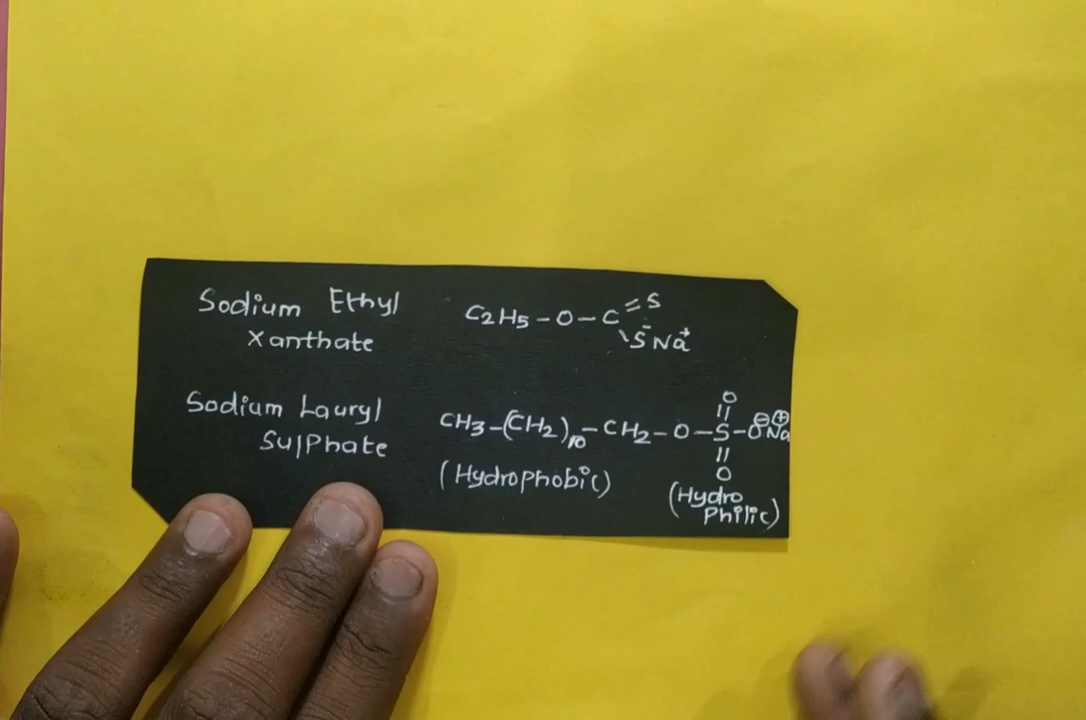 Sodium Ethyl
Xanthate
C2H5-O-C=S
S⁻Na⁺
Sodium Lauryl
Sulphate
O
||
CH3-(CH2)10-CH2-O-S-O⊖Na⊕
||
O
(Hydrophobic)
(Hydro
Philic)